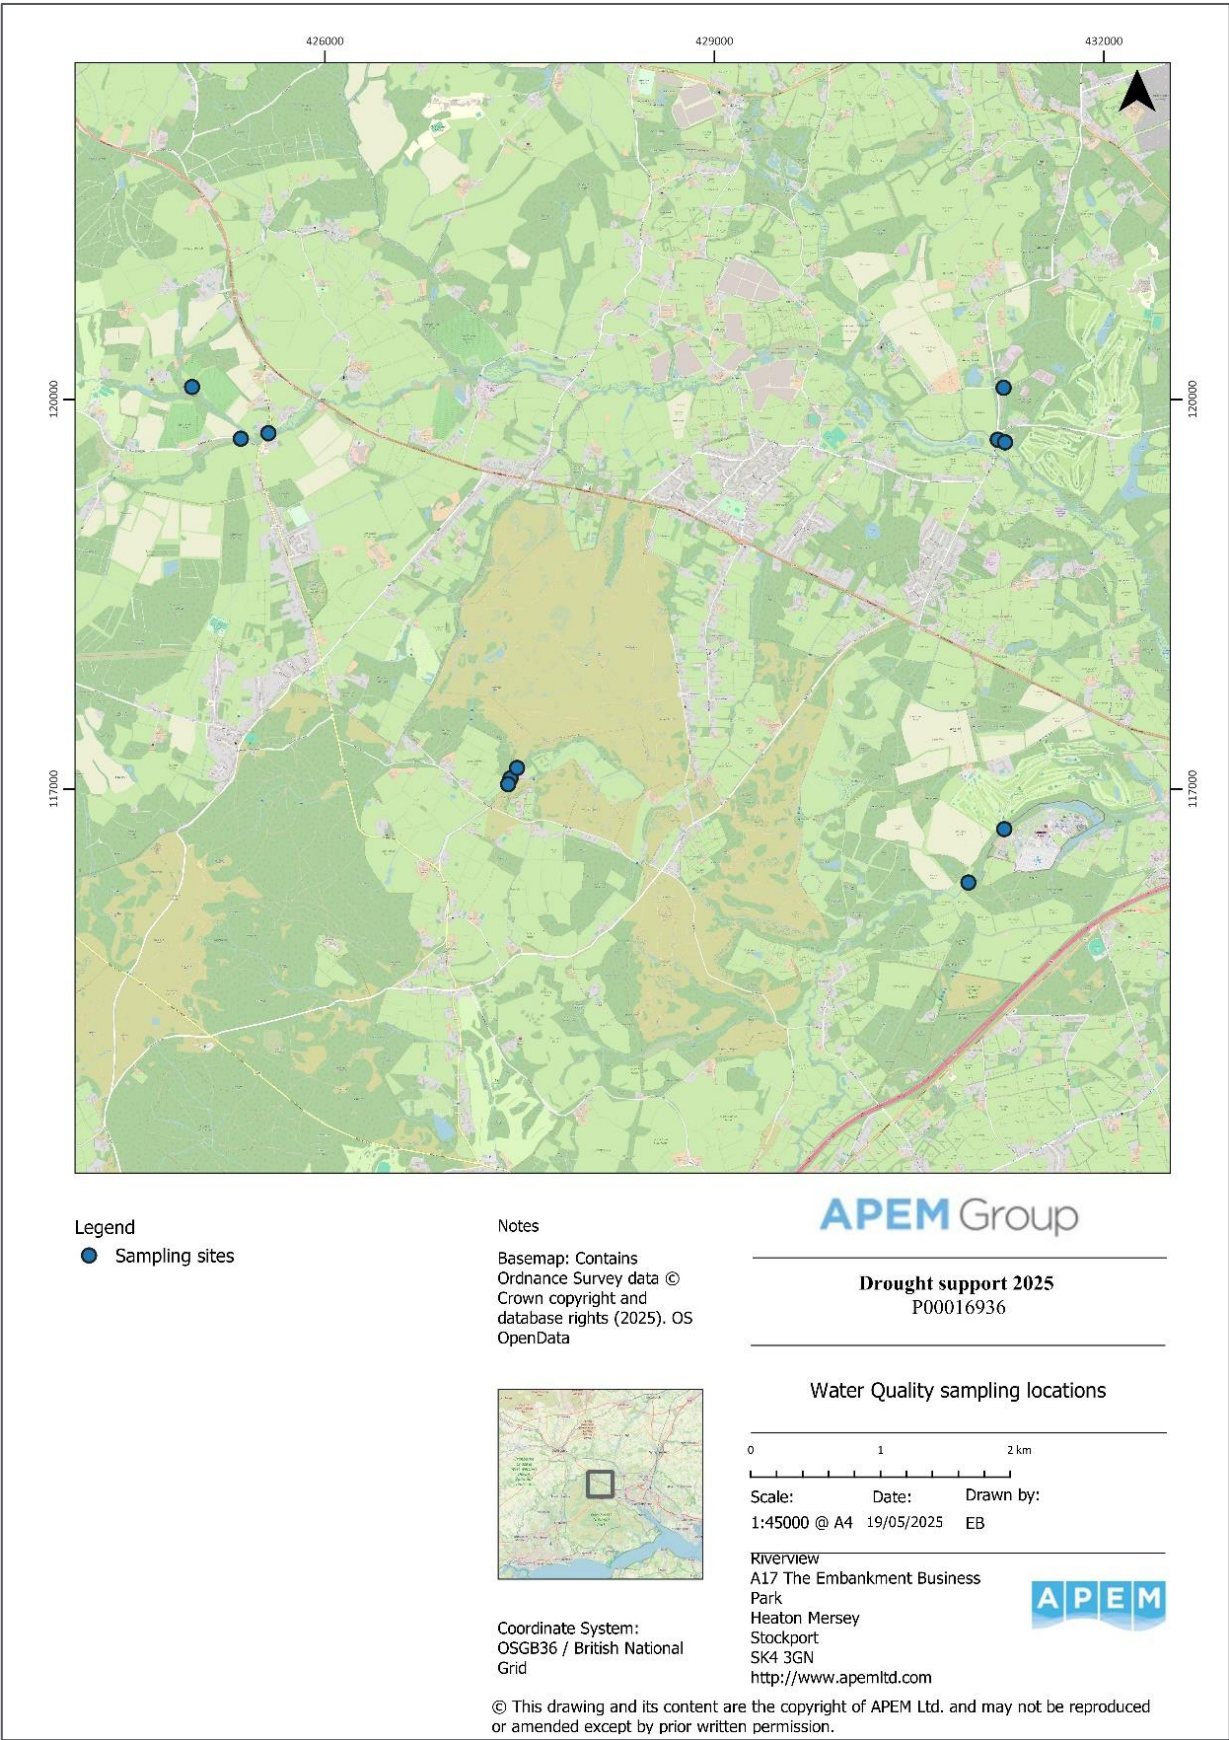 426000
429000
432000
120000
120000
117000
117000
Legend
Sampling sites
Notes
Basemap: Contains
Ordnance Survey data ©
Crown copyright and
database rights (2025). OS
OpenData
Coordinate System:
OSGB36 / British National
Grid
APEM Group
Drought support 2025
P00016936
Water Quality sampling locations
0 1 2 km
Scale: Date: Drawn by:
1:45000 @ A4 19/05/2025 EB
Riverview
A17 The Embankment Business
Park
Heaton Mersey
Stockport
SK4 3GN
http://www.apemltd.com
APEM
© This drawing and its content are the copyright of APEM Ltd. and may not be reproduced
or amended except by prior written permission.